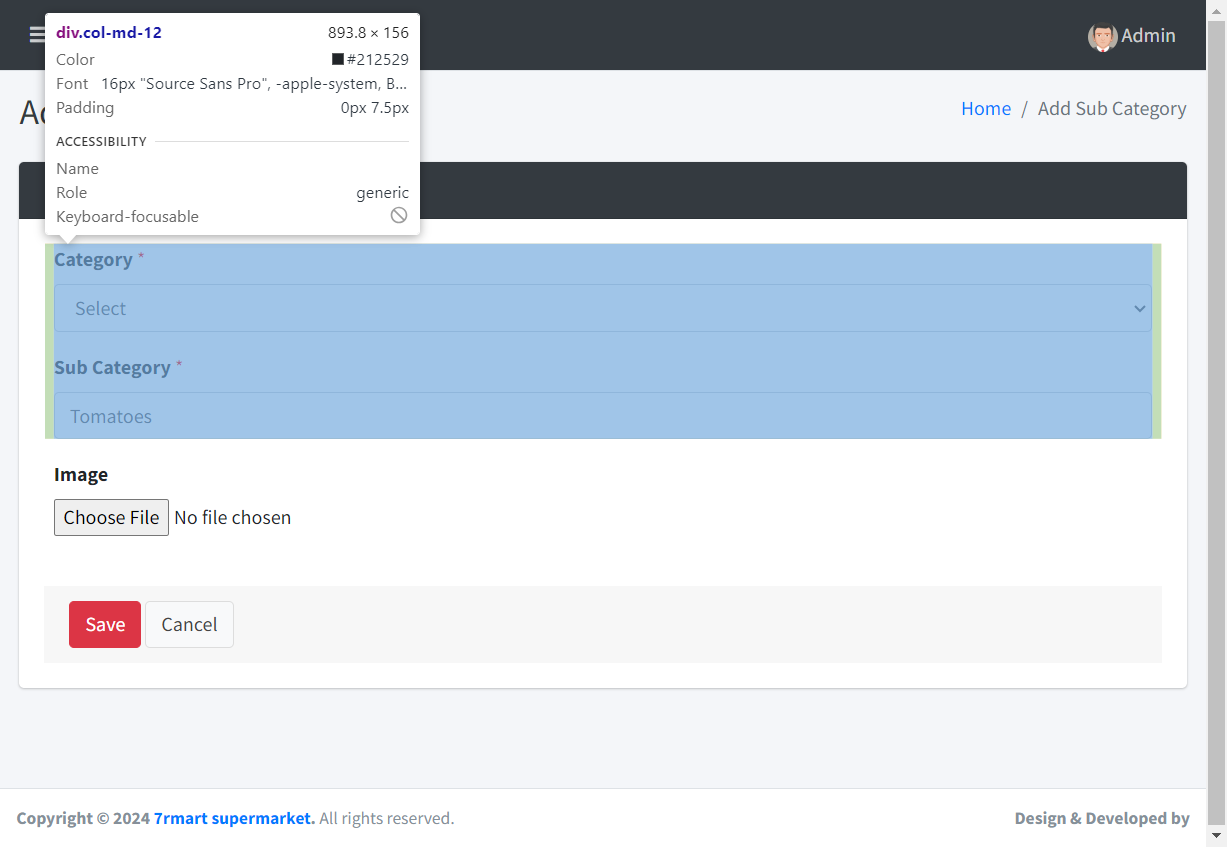 div.col-md-12 893.8 × 156
Color #212529
Font 16px "Source Sans Pro", -apple-system, B...
Padding 0px 7.5px
ACCESSIBILITY
Name
Role generic
Keyboard-focusable
Admin
Ad
Home / Add Sub Category
Category *
Select
Sub Category *
Tomatoes
Image
Choose File No file chosen
Save Cancel
Copyright © 2024 7rmart supermarket. All rights reserved.
Design & Developed by